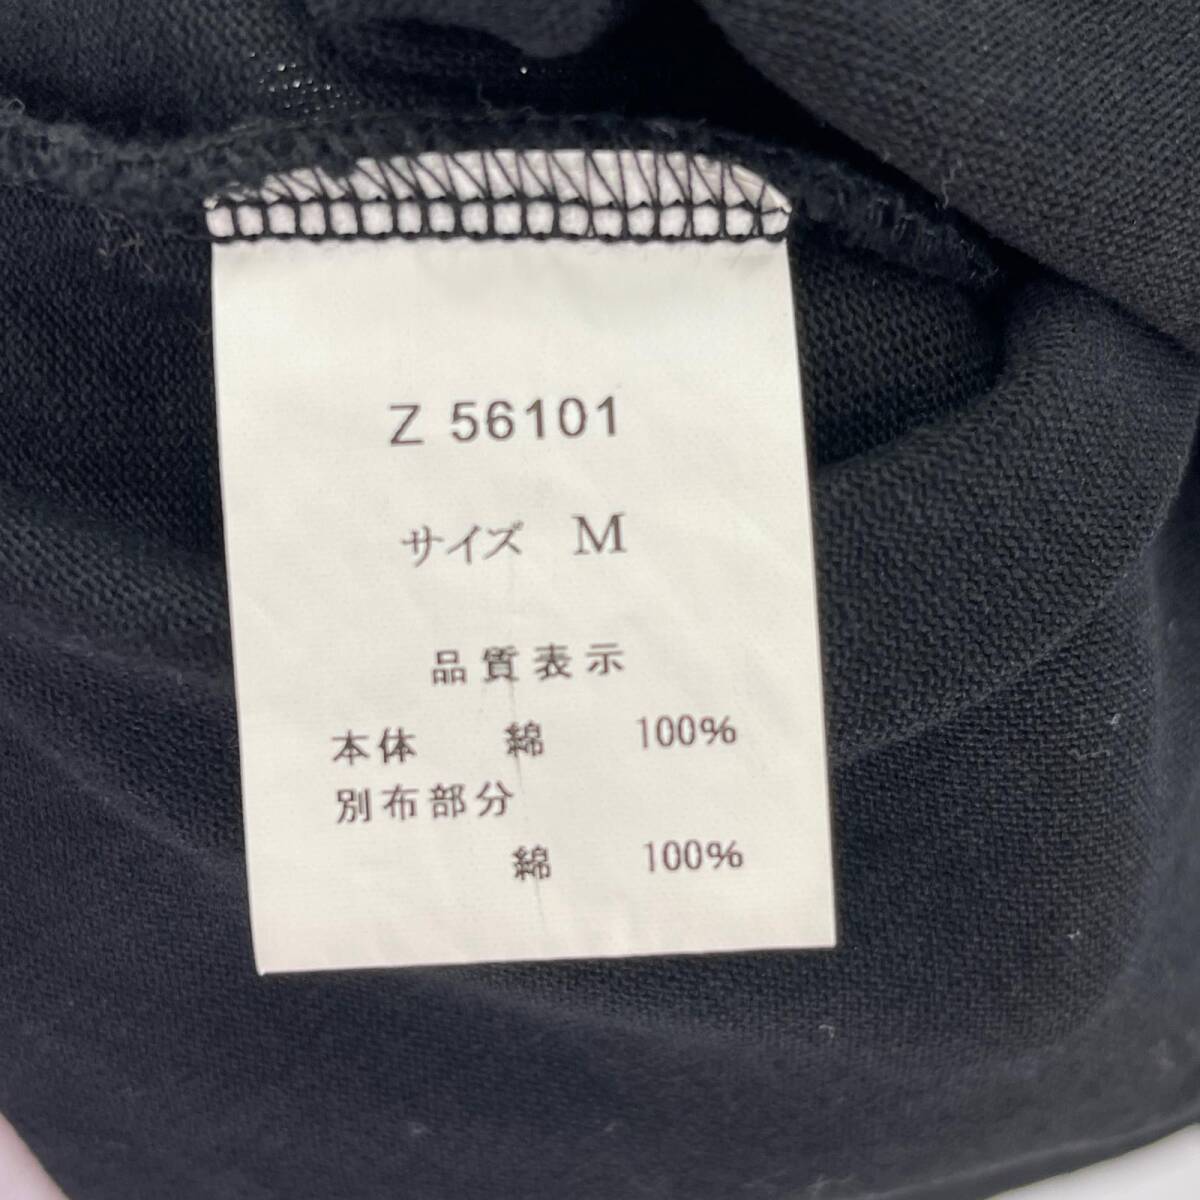 Z 56101
サイズ M
品質表示
本体 綿 100%
別布部分
綿 100%